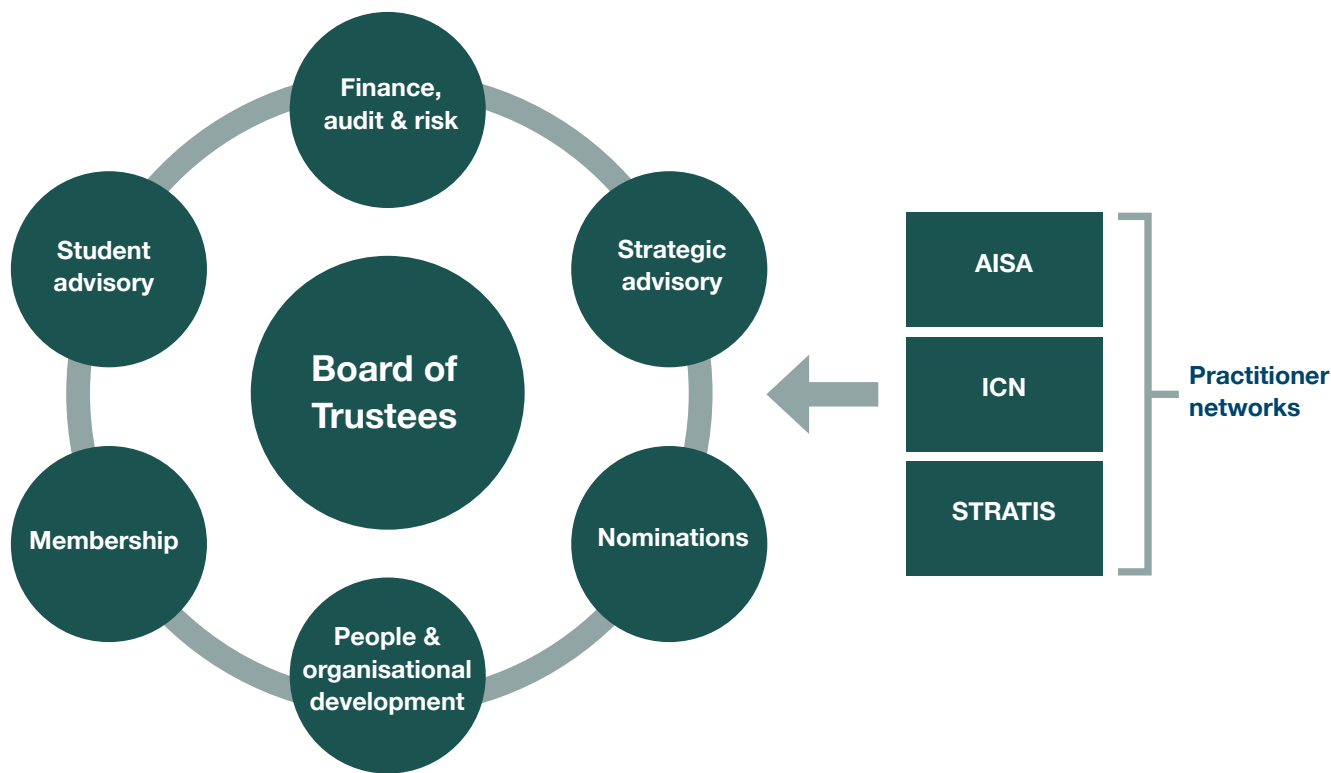 Finance,
audit & risk
Student
advisory
Strategic
advisory
Board of
Trustees
Membership
Nominations
People &
organisational
development
AISA
ICN
STRATIS
Practitioner
networks